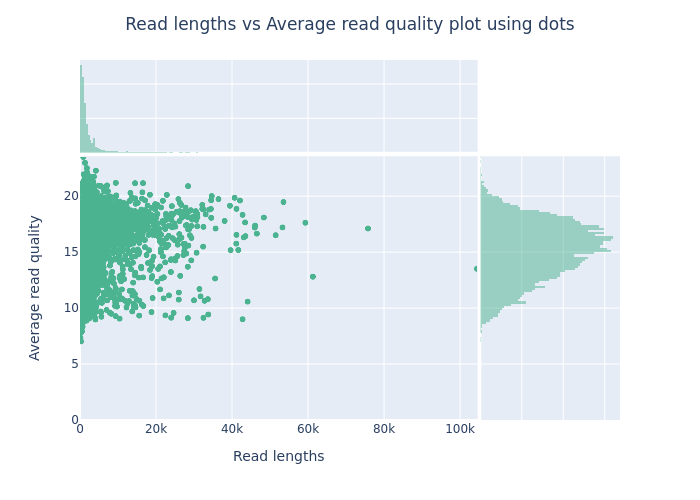 Read lengths vs Average read quality plot using dots
20
15
10
5
0
Average read quality
0 20k 40k 60k 80k 100k
Read lengths